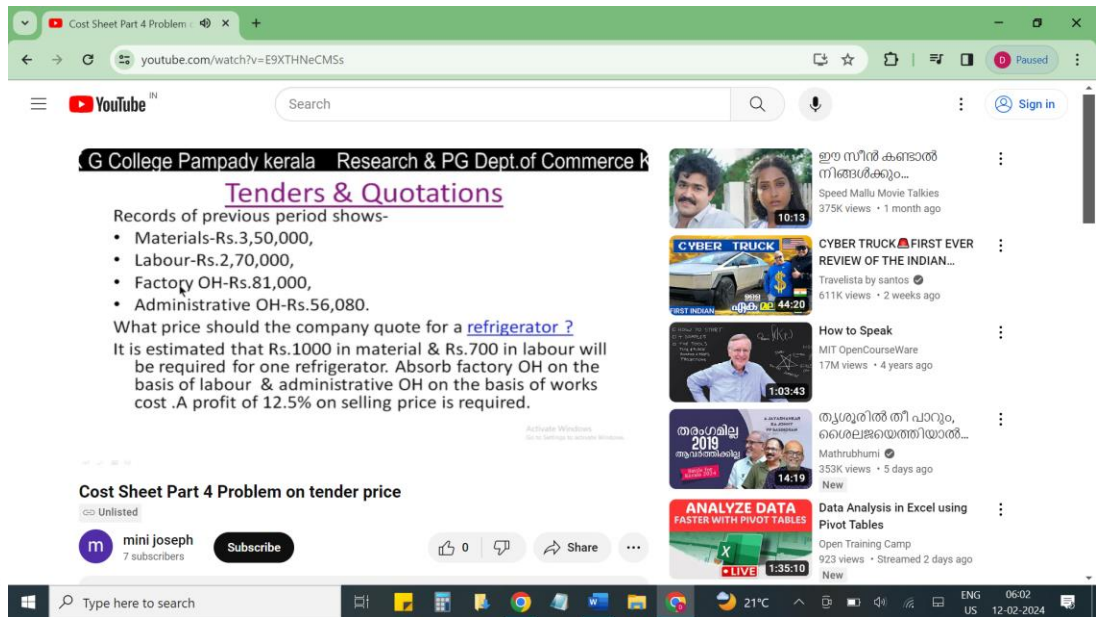 Cost Sheet Part 4 Problem
youtube.com/watch?v=E9XTHNeCMSs
D Paused
YouTube IN
Search
Sign in
G College Pampady kerala Research & PG Dept.of Commerce K
Tenders & Quotations
Records of previous period shows-
• Materials-Rs.3,50,000,
• Labour-Rs.2,70,000,
• Factory OH-Rs.81,000,
• Administrative OH-Rs.56,080.
What price should the company quote for a refrigerator ?
It is estimated that Rs.1000 in material & Rs.700 in labour will
be required for one refrigerator. Absorb factory OH on the
basis of labour & administrative OH on the basis of works
cost .A profit of 12.5% on selling price is required.
Activate Windows
Go to Settings to activate Windows.
Cost Sheet Part 4 Problem on tender price
Unlisted
m
mini joseph
7 subscribers
Subscribe
0
Share
10:13
ഈ സീൻ കണ്ടാൽ
നിങ്ങൾക്കും...
Speed Mallu Movie Talkies
375K views • 1 month ago
CYBER TRUCK
FIRST INDIAN
44:20
CYBER TRUCK🚨FIRST EVER
REVIEW OF THE INDIAN...
Travelista by santos
611K views • 2 weeks ago
1:03:43
How to Speak
MIT OpenCourseWare
17M views • 4 years ago
തരംഗമില്ല
2019
ആവർത്തിക്കില്ല
14:19
തൃശൂരിൽ തീ പാറും,
ശൈലജയെത്തിയാൽ...
Mathrubhumi
353K views • 5 days ago
New
ANALYZE DATA
FASTER WITH PIVOT TABLES
LIVE
1:35:10
Data Analysis in Excel using
Pivot Tables
Open Training Camp
923 views • Streamed 2 days ago
New
Type here to search
21°C
ENG
US
06:02
12-02-2024